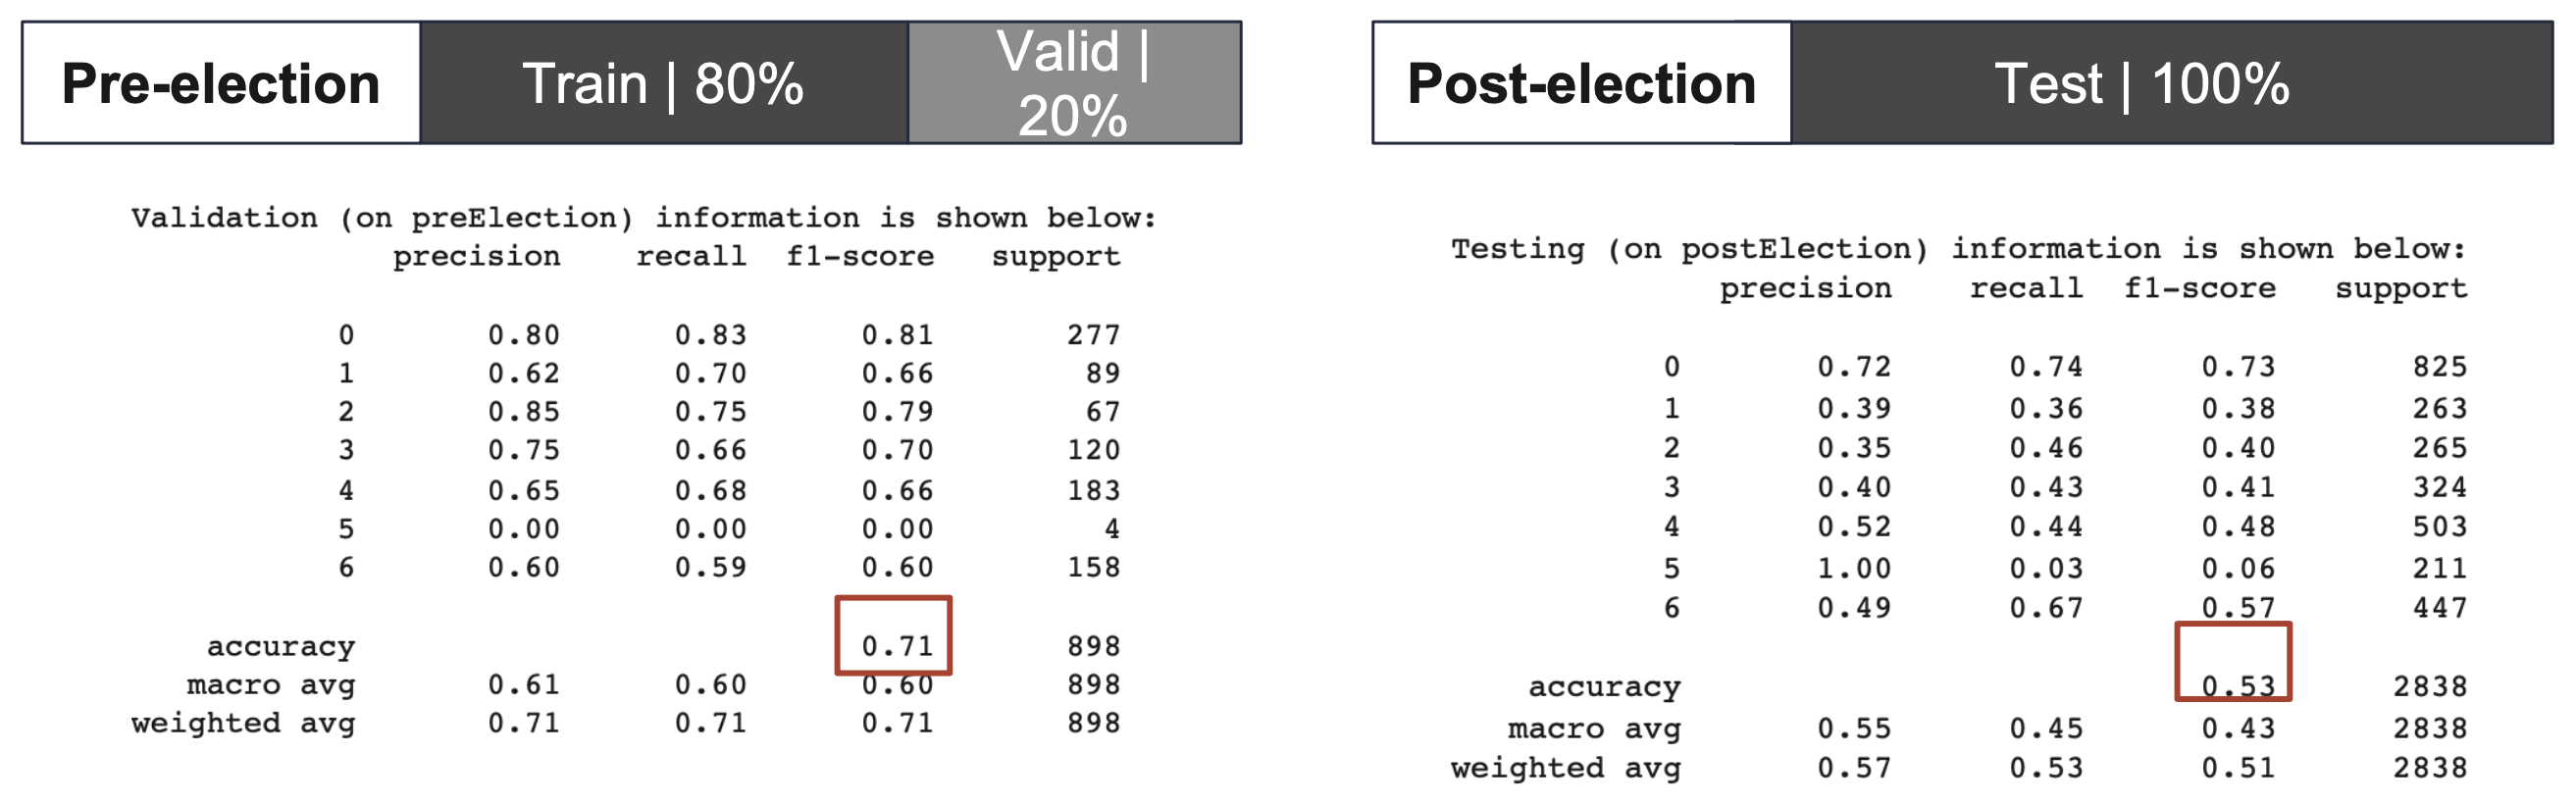 Pre-election
Train | 80%
Valid |
20%
Validation (on preElection) information is shown below:
precision recall f1-score support
0 0.80 0.83 0.81 277
1 0.62 0.70 0.66 89
2 0.85 0.75 0.79 67
3 0.75 0.66 0.70 120
4 0.65 0.68 0.66 183
5 0.00 0.00 0.00 4
6 0.60 0.59 0.60 158
accuracy 0.71 898
macro avg 0.61 0.60 0.60 898
weighted avg 0.71 0.71 0.71 898
Post-election
Test | 100%
Testing (on postElection) information is shown below:
precision recall f1-score support
0 0.72 0.74 0.73 825
1 0.39 0.36 0.38 263
2 0.35 0.46 0.40 265
3 0.40 0.43 0.41 324
4 0.52 0.44 0.48 503
5 1.00 0.03 0.06 211
6 0.49 0.67 0.57 447
accuracy 0.53 2838
macro avg 0.55 0.45 0.43 2838
weighted avg 0.57 0.53 0.51 2838